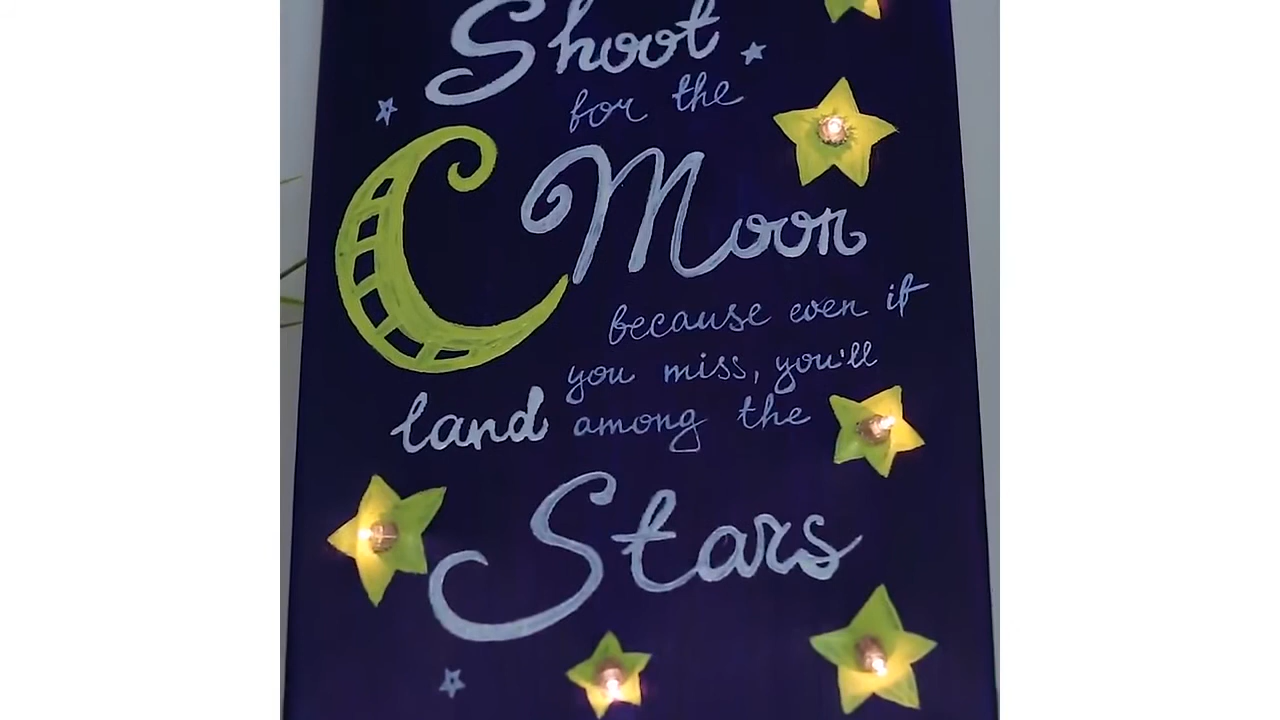 Shoot
for the
Moon
because even if
you miss, you'll
land among the
Stars